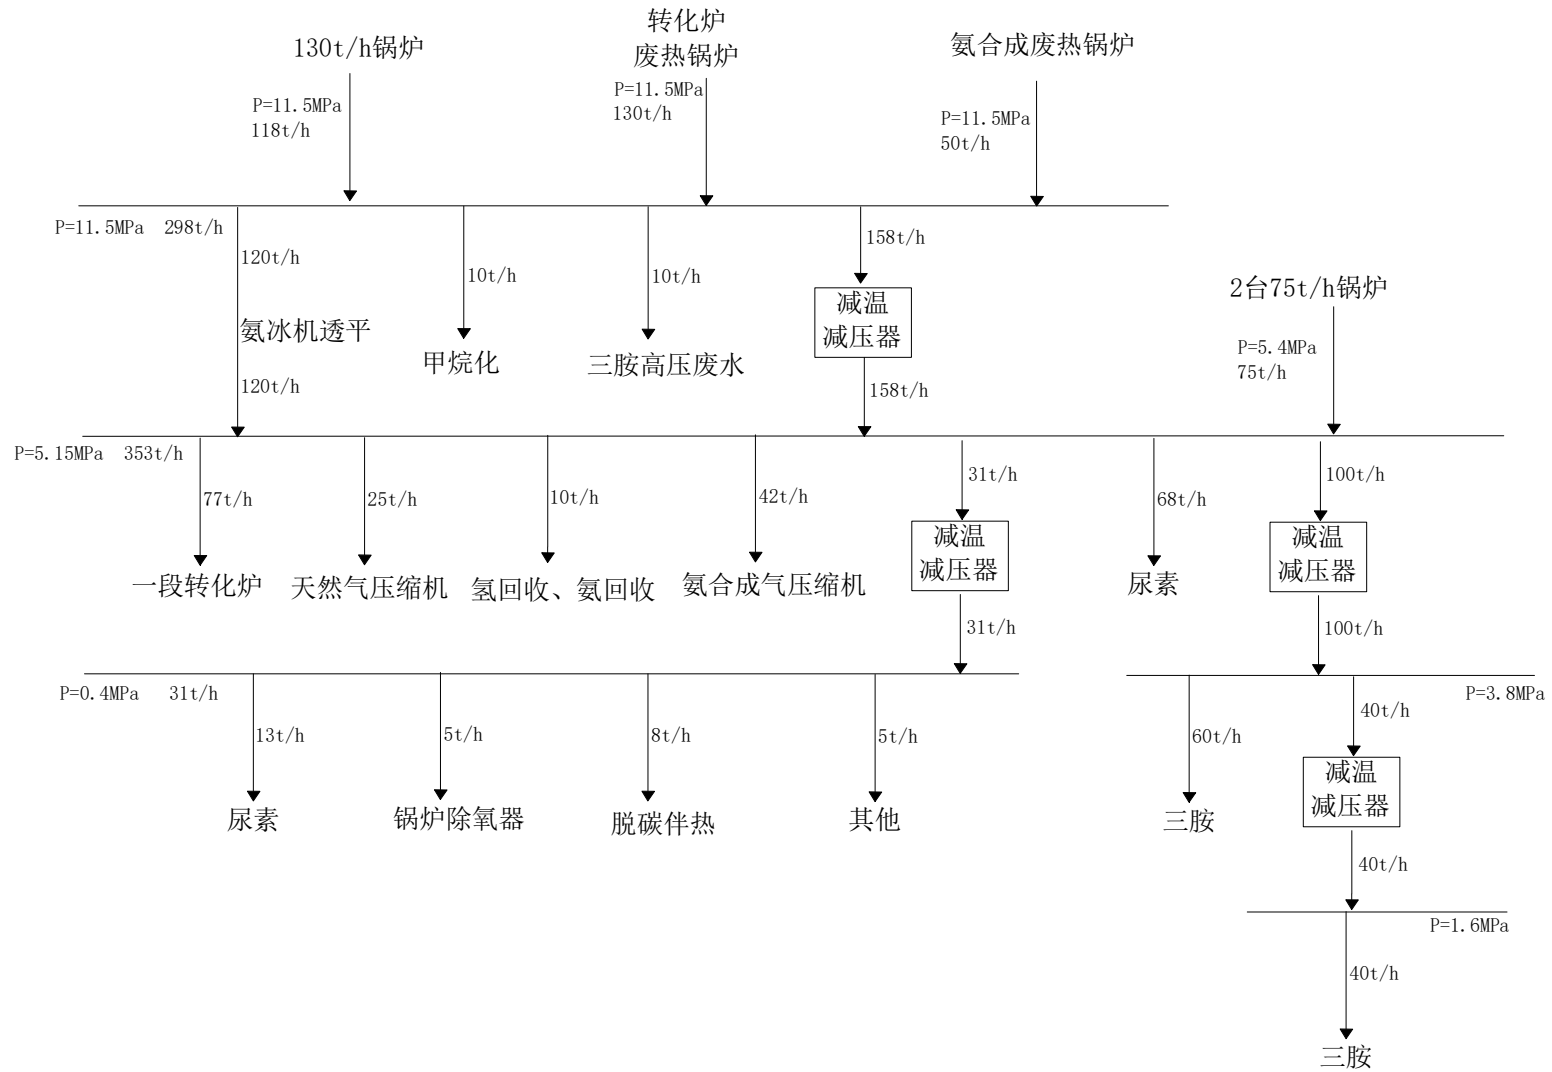 130t/h锅炉
转化炉
废热锅炉
氨合成废热锅炉
P=11.5MPa
118t/h
P=11.5MPa
130t/h
P=11.5MPa
50t/h
P=11.5MPa 298t/h
120t/h
10t/h
10t/h
158t/h
减温
减压器
2台75t/h锅炉
氨冰机透平
甲烷化
三胺高压废水
P=5.4MPa
75t/h
120t/h
158t/h
P=5.15MPa 353t/h
77t/h
25t/h
10t/h
42t/h
31t/h
68t/h
100t/h
减温
减压器
减温
减压器
一段转化炉
天然气压缩机
氢回收、氨回收
氨合成气压缩机
尿素
31t/h
100t/h
P=0.4MPa 31t/h
P=3.8MPa
13t/h
5t/h
8t/h
5t/h
60t/h
40t/h
减温
减压器
尿素
锅炉除氧器
脱碳伴热
其他
三胺
40t/h
P=1.6MPa
40t/h
三胺